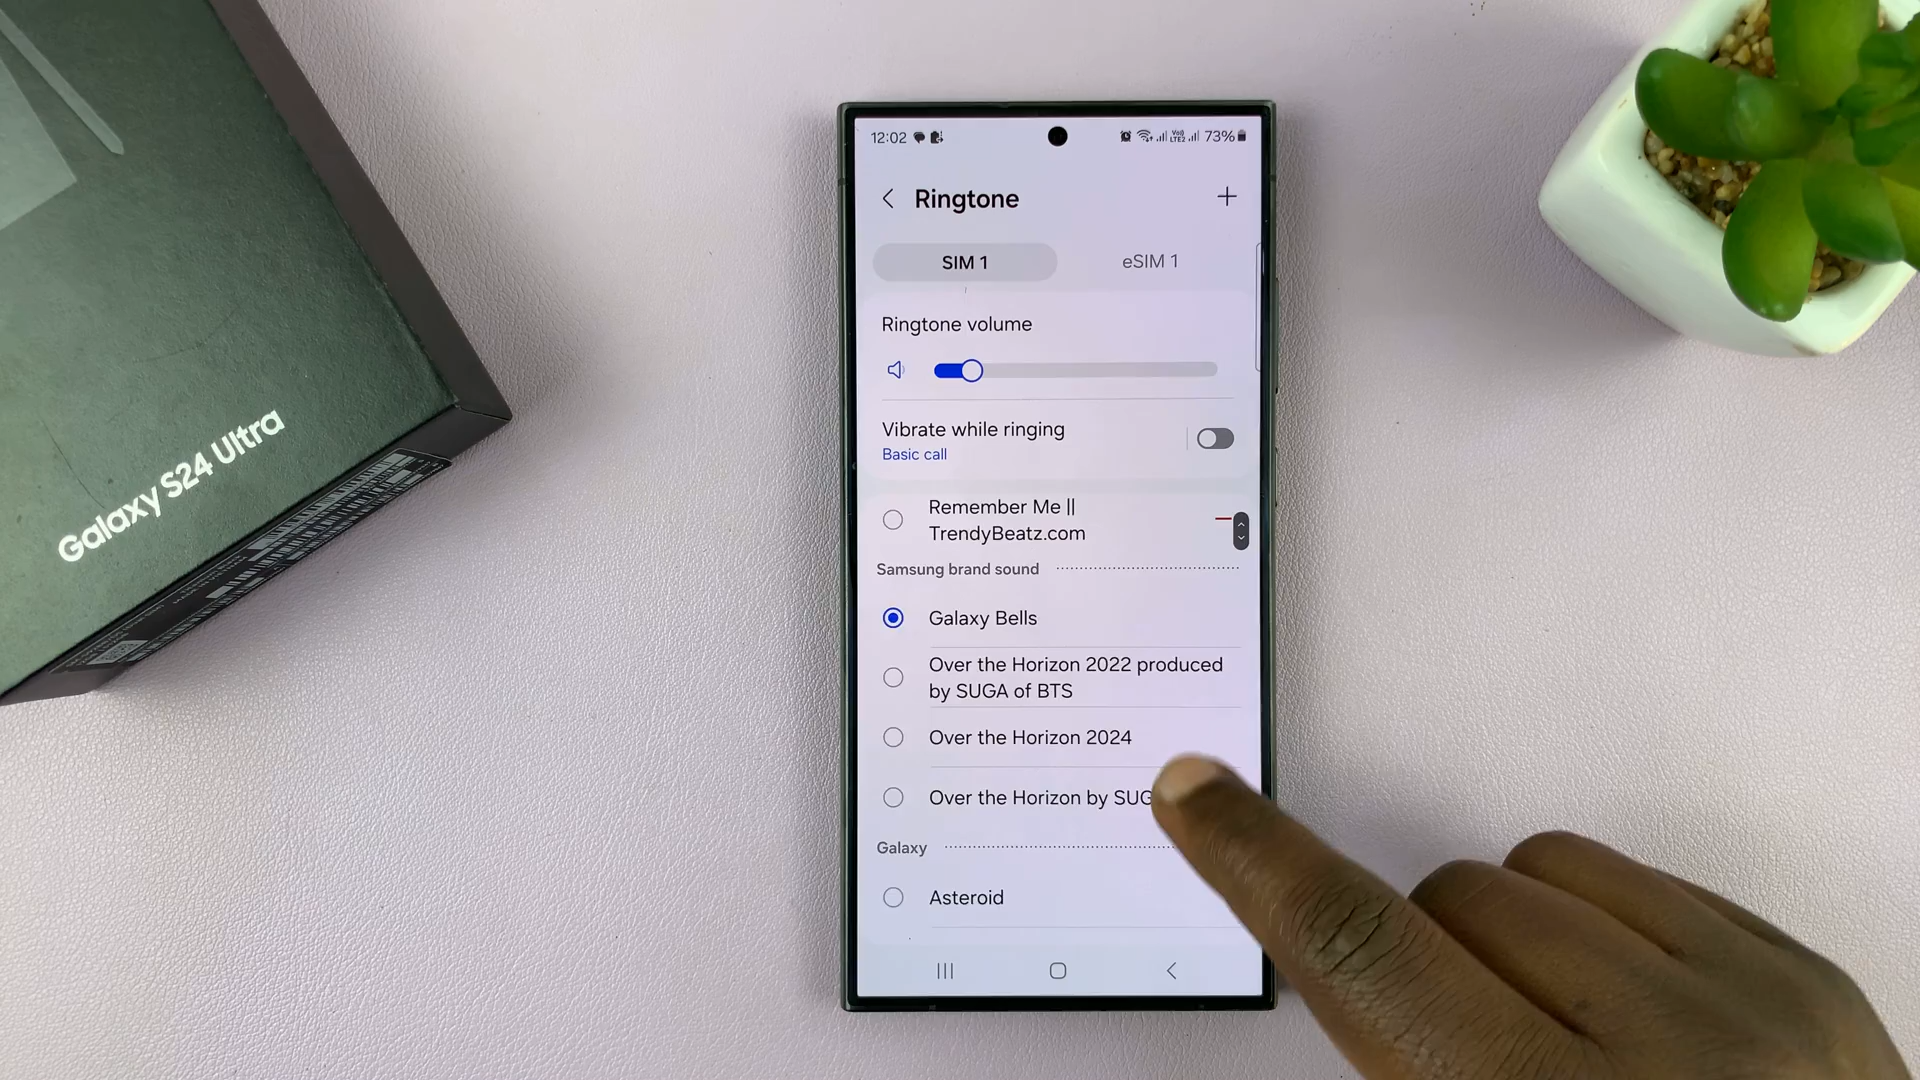 Galaxy S24 Ultra
12:02 73%
Ringtone
SIM 1 eSIM 1
Ringtone volume
Vibrate while ringing
Basic call
Remember Me ||
TrendyBeatz.com
Samsung brand sound
Galaxy Bells
Over the Horizon 2022 produced
by SUGA of BTS
Over the Horizon 2024
Over the Horizon by
Galaxy
Asteroid